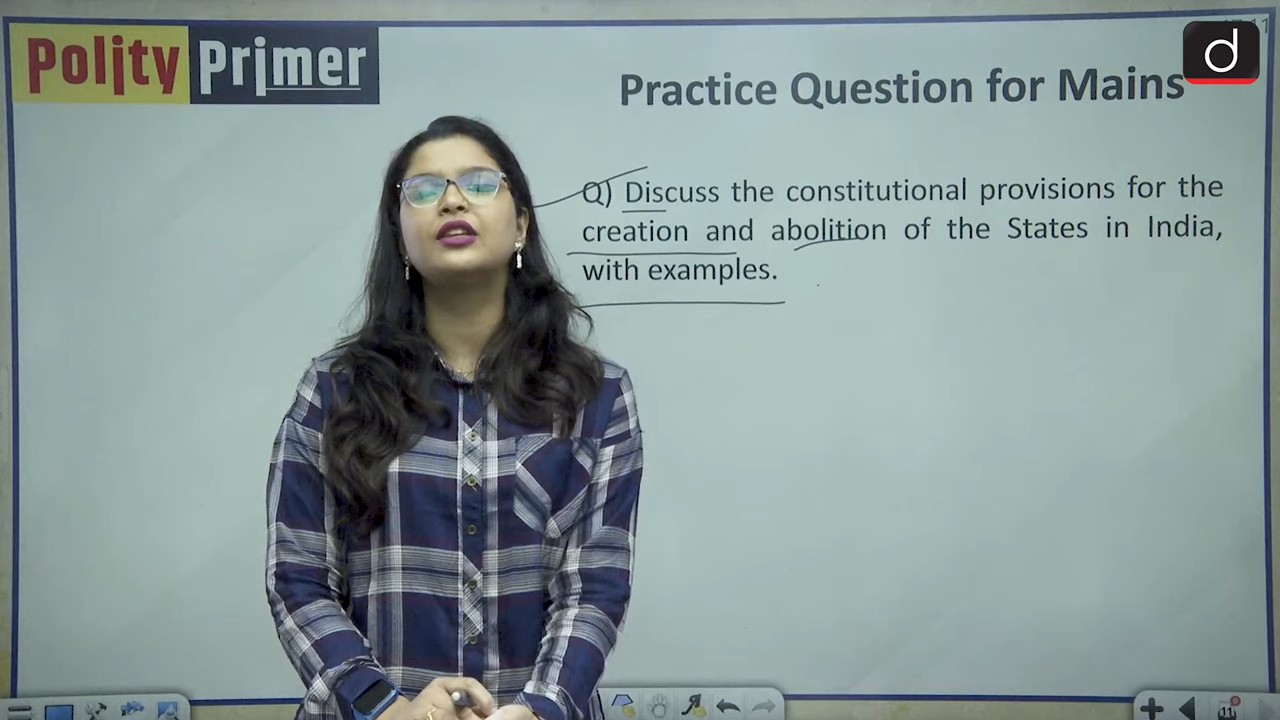 Polity Primer
Practice Question for Mains
d
Q) Discuss the constitutional provisions for the
creation and abolition of the States in India,
with examples.
11